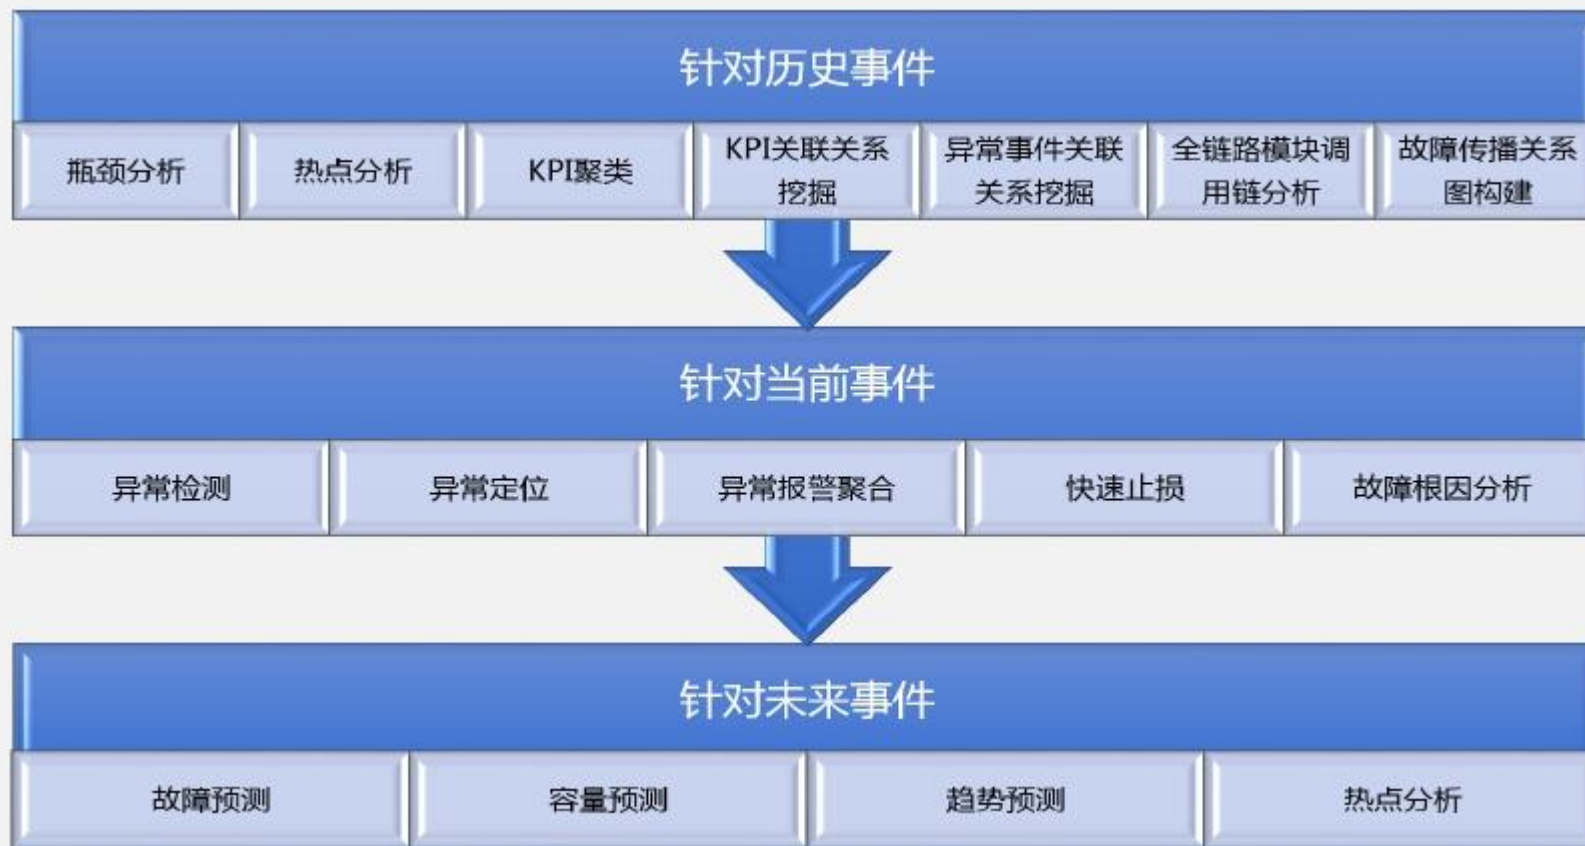 针对历史事件
瓶颈分析
热点分析
KPI聚类
KPI关联关系
挖掘
异常事件关联
关系挖掘
全链路模块调
用链分析
故障传播关系
图构建
针对当前事件
异常检测
异常定位
异常报警聚合
快速止损
故障根因分析
针对未来事件
故障预测
容量预测
趋势预测
热点分析